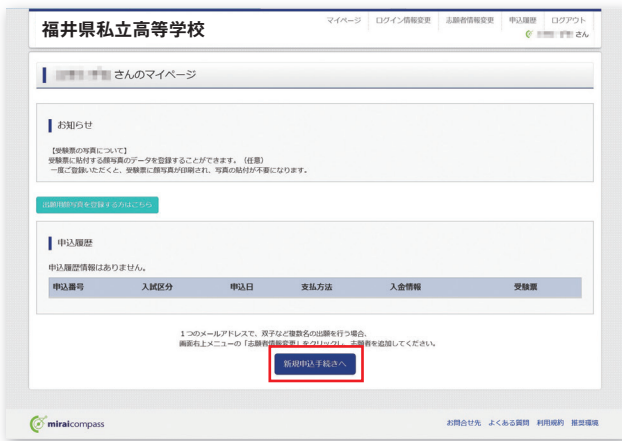 福井県私立高等学校
マイページ ログイン情報変更 志願者情報変更 申込履歴 ログアウト
さん
さんのマイページ
お知らせ
【受験票の写真について】
受験票に貼付する顔写真のデータを登録することができます。（任意）
一度ご登録いただくと、受験票に顔写真が印刷され、写真の貼付が不要になります。
出願用顔写真を登録する方はこちら
申込履歴
申込履歴情報はありません。
申込番号 入試区分 申込日 支払方法 入金情報 受験票
1つのメールアドレスで、双子など複数名の出願を行う場合、
画面右上メニューの「志願者情報変更」をクリックし、志願者を追加してください。
新規申込手続きへ
miraicompass
お問合せ先 よくある質問 利用規約 推奨環境